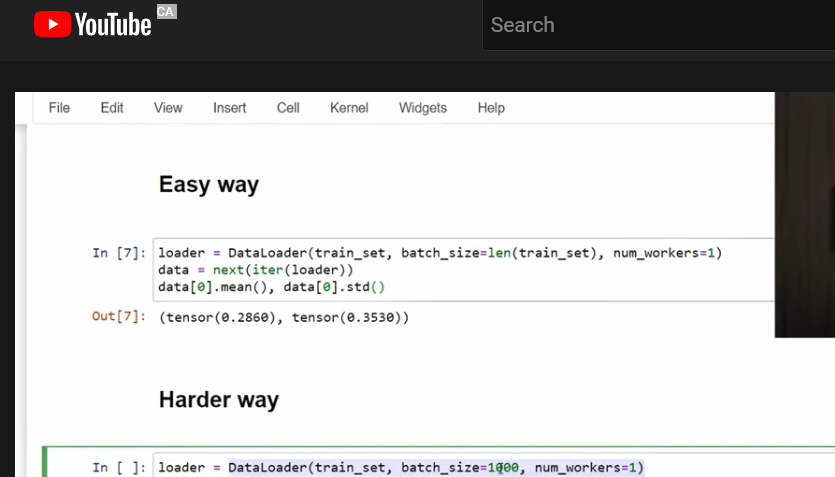 YouTube CA
Search
File Edit View Insert Cell Kernel Widgets Help
Easy way
In [7]: loader = DataLoader(train_set, batch_size=len(train_set), num_workers=1)
data = next(iter(loader))
data[0].mean(), data[0].std()
Out[7]: (tensor(0.2860), tensor(0.3530))
Harder way
In [ ]: loader = DataLoader(train_set, batch_size=1000, num_workers=1)